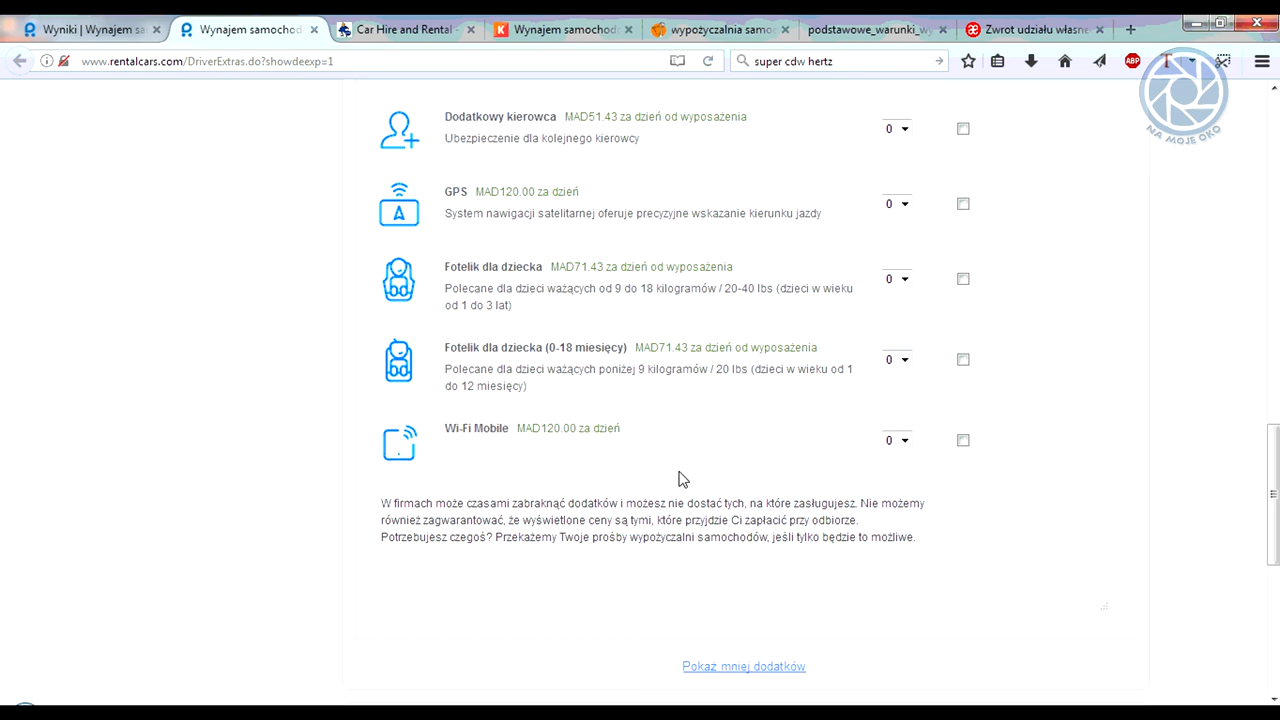 Wyniki | Wynajem sa
Wynajem samochod
Car Hire and Rental -
Wynajem samochod
wypożyczalnia samo
podstawowe_warunki_wy
Zwrot udziału własne
www.rentalcars.com/DriverExtras.do?showdeexp=1
super cdw hertz
ABP
NA MOJE OKO
Dodatkowy kierowca MAD51.43 za dzień od wyposażenia
0
Ubezpieczenie dla kolejnego kierowcy
GPS MAD120.00 za dzień
0
System nawigacji satelitarnej oferuje precyzyjne wskazanie kierunku jazdy
Fotelik dla dziecka MAD71.43 za dzień od wyposażenia
0
Polecane dla dzieci ważących od 9 do 18 kilogramów / 20-40 lbs (dzieci w wieku
od 1 do 3 lat)
Fotelik dla dziecka (0-18 miesięcy) MAD71.43 za dzień od wyposażenia
0
Polecane dla dzieci ważących poniżej 9 kilogramów / 20 lbs (dzieci w wieku od 1
do 12 miesięcy)
Wi-Fi Mobile MAD120.00 za dzień
0
W firmach może czasami zabraknąć dodatków i możesz nie dostać tych, na które zasługujesz. Nie możemy
również zagwarantować, że wyświetlone ceny są tymi, które przyjdzie Ci zapłacić przy odbiorze.
Potrzebujesz czegoś? Przekażemy Twoje prośby wypożyczalni samochodów, jeśli tylko będzie to możliwe.
Pokaż mniej dodatków